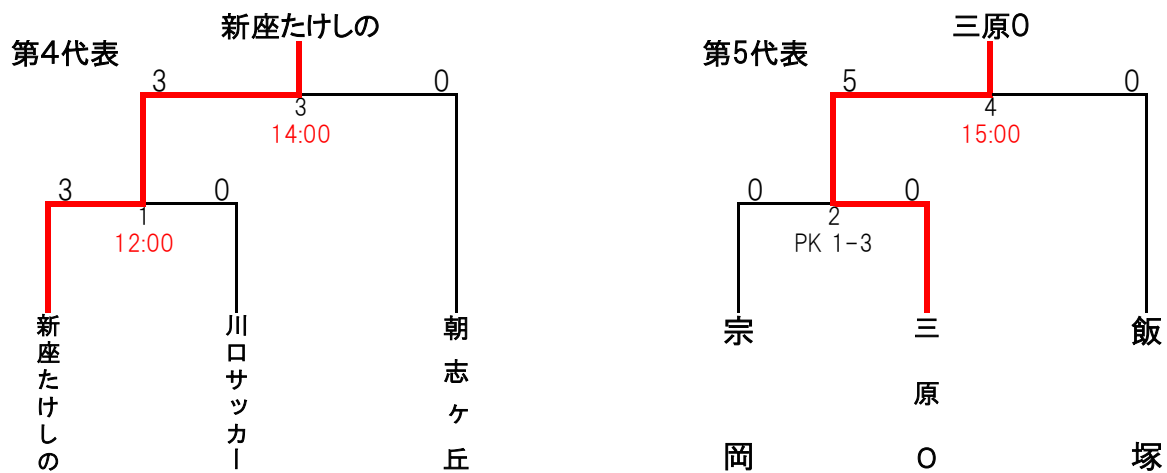 新座たけしの
三原O
第4代表
第5代表
3
0
5
0
3
14:00
4
15:00
3
0
0
0
1
12:00
2
PK 1-3
新座たけしの
川口サッカー
朝志ヶ丘
宗岡
三原O
飯塚